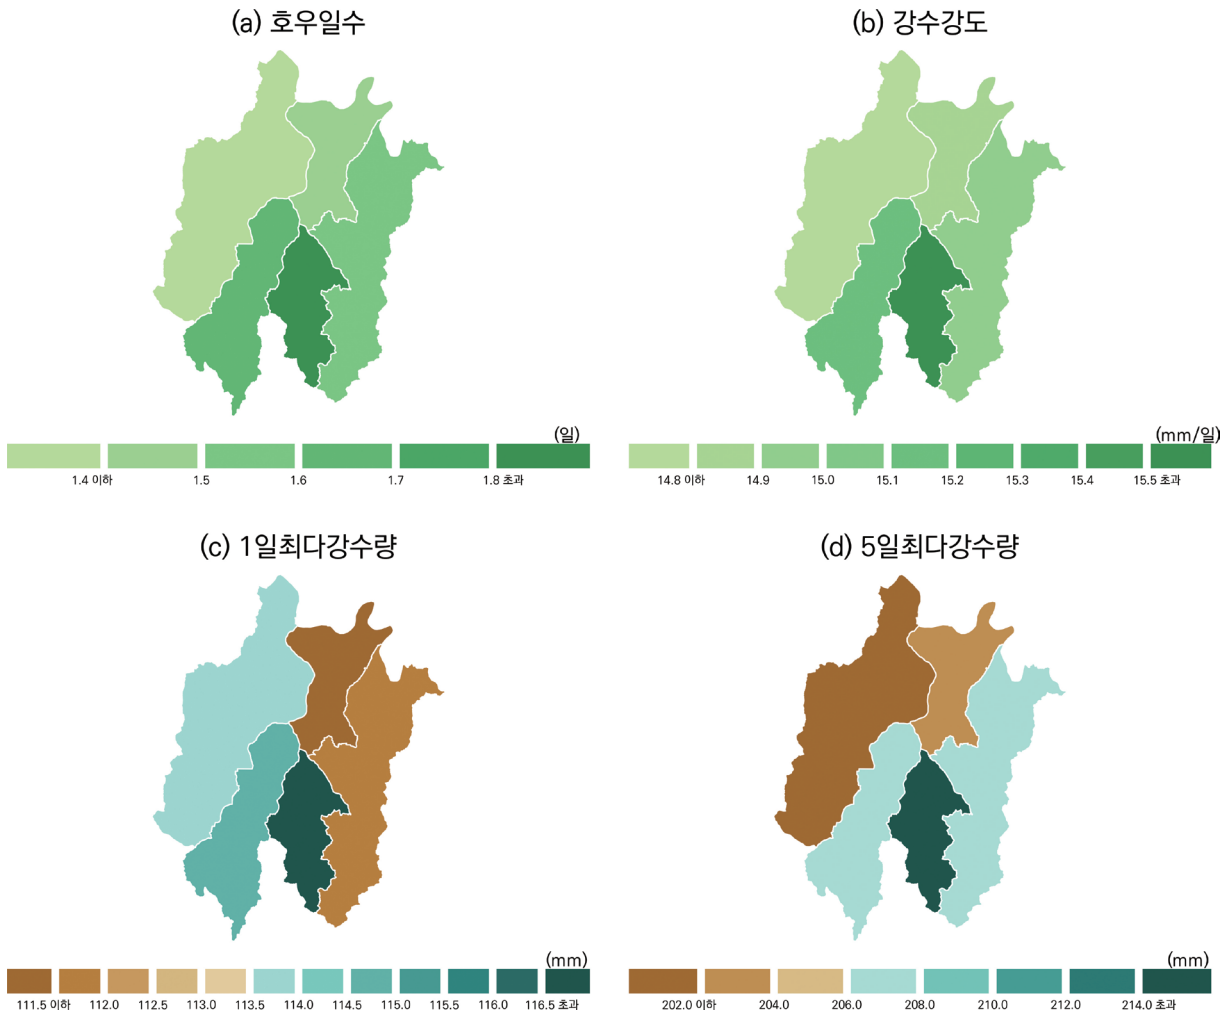 (a) 호우일수
(b) 강수강도
(일)
1.4 이하 1.5 1.6 1.7 1.8 초과
(mm/일)
14.8 이하 14.9 15.0 15.1 15.2 15.3 15.4 15.5 초과
(c) 1일최다강수량
(d) 5일최다강수량
(mm)
111.5 이하 112.0 112.5 113.0 113.5 114.0 114.5 115.0 115.5 116.0 116.5 초과
(mm)
202.0 이하 204.0 206.0 208.0 210.0 212.0 214.0 초과